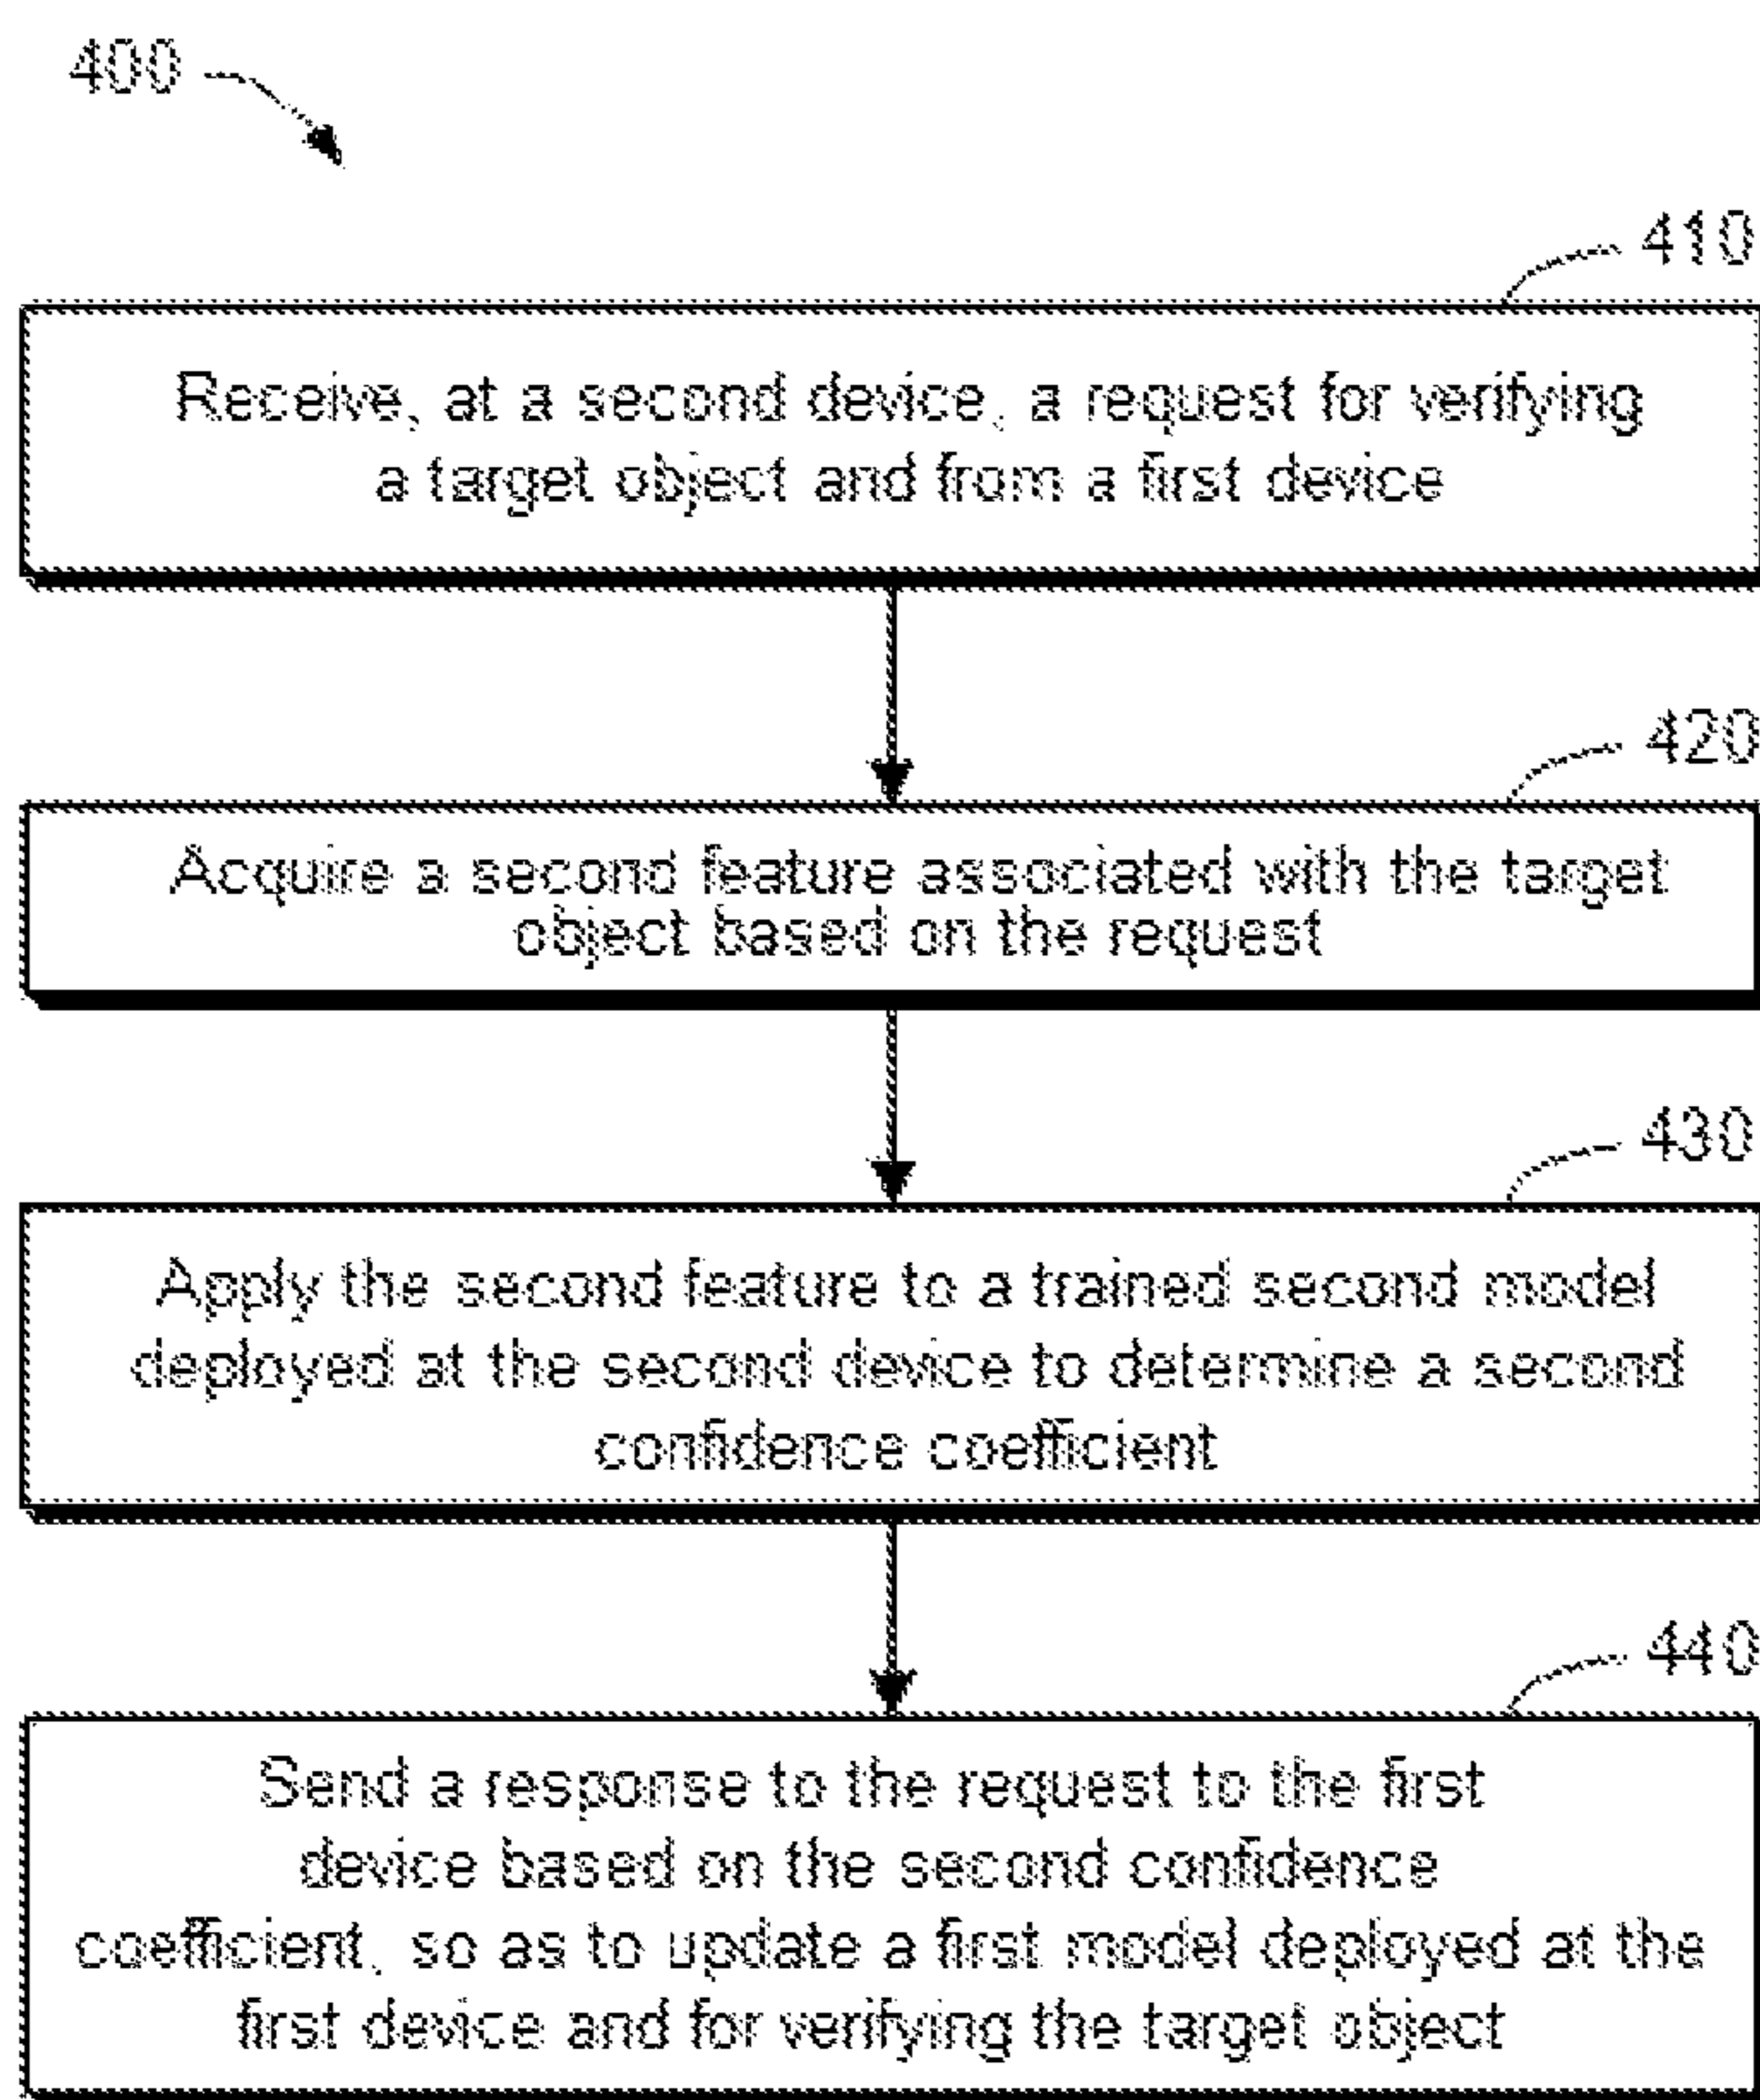 400
410
Receive, at a second device, a request for verifying
a target object and from a first device
420
Acquire a second feature associated with the target
object based on the request
430
Apply the second feature to a trained second model
deployed at the second device to determine a second
confidence coefficient
440
Send a response to the request to the first
device based on the second confidence
coefficient, so as to update a first model deployed at the
first device and for verifying the target object